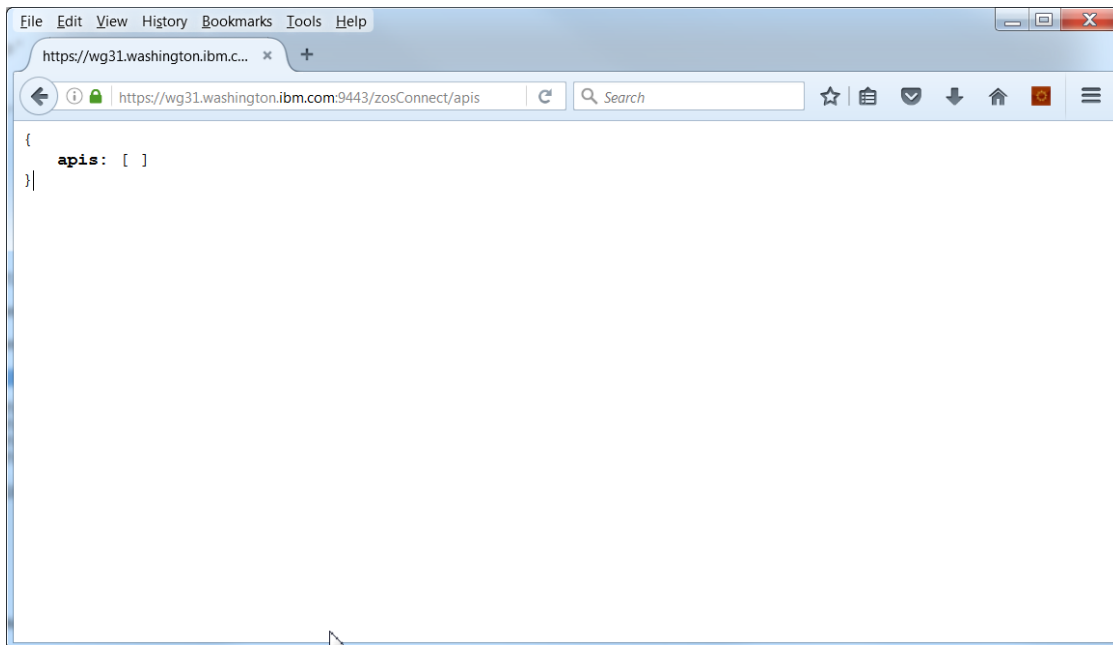 File Edit View History Bookmarks Tools Help
https://wg31.washington.ibm.c...
https://wg31.washington.ibm.com:9443/zosConnect/apis Search
{
apis: [ ]
}